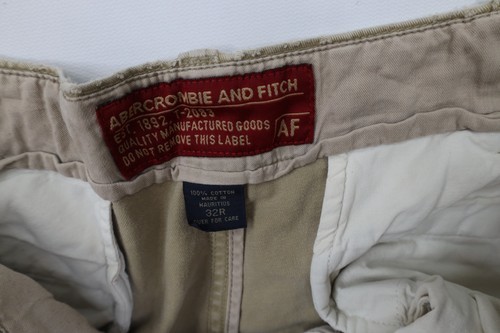 ABERCROMBIE AND FITCH
EST. 1892 T-2063
QUALITY MANUFACTURED GOODS
DO NOT REMOVE THIS LABEL
AF
100% COTTON
MADE IN
MAURITIUS
32R
OVER FOR CARE